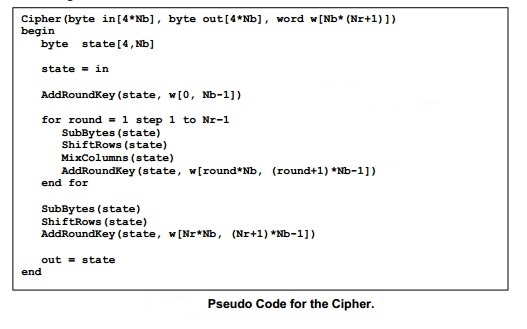 Cipher(byte in[4*Nb], byte out[4*Nb], word w[Nb*(Nr+1)])
begin
byte state[4,Nb]
state = in
AddRoundKey(state, w[0, Nb-1])
for round = 1 step 1 to Nr-1
SubBytes(state)
ShiftRows(state)
MixColumns(state)
AddRoundKey(state, w[round*Nb, (round+1)*Nb-1])
end for
SubBytes(state)
ShiftRows(state)
AddRoundKey(state, w[Nr*Nb, (Nr+1)*Nb-1])
out = state
end
Pseudo Code for the Cipher.